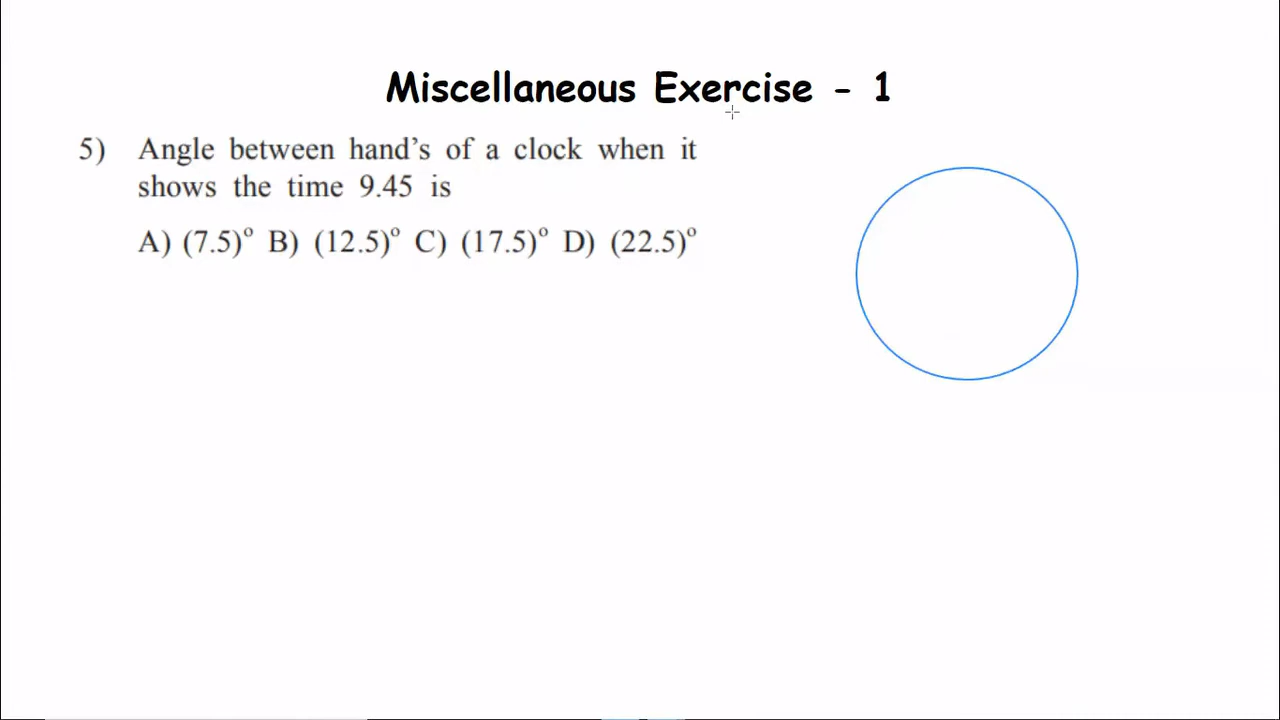 Miscellaneous Exercise - 1
5) Angle between hand's of a clock when it
shows the time 9.45 is
A) (7.5)° B) (12.5)° C) (17.5)° D) (22.5)°